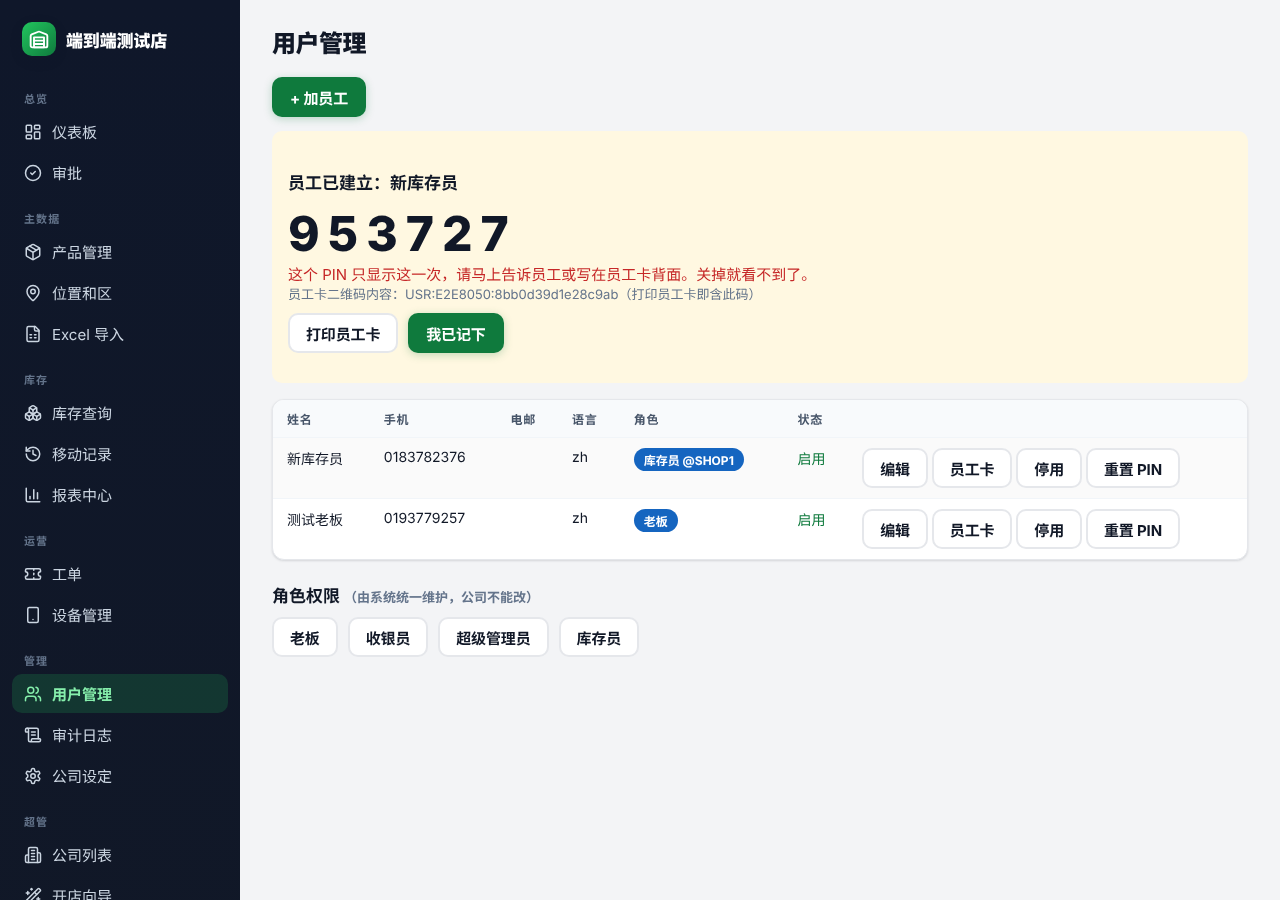 端到端测试店
总览
仪表板
审批
主数据
产品管理
位置和区
Excel 导入
库存
库存查询
移动记录
报表中心
运营
工单
设备管理
管理
用户管理
审计日志
公司设定
超管
公司列表
开店向导
用户管理
+ 加员工
员工已建立：新库存员
953727
这个 PIN 只显示这一次，请马上告诉员工或写在员工卡背面。关掉就看不到了。
员工卡二维码内容：USR:E2E8050:8bb0d39d1e28c9ab（打印员工卡即含此码）
打印员工卡 我已记下
姓名 手机 电邮 语言 角色 状态
新库存员 0183782376 zh 库存员 @SHOP1 启用 编辑 员工卡 停用 重置 PIN
测试老板 0193779257 zh 老板 启用 编辑 员工卡 停用 重置 PIN
角色权限 （由系统统一维护，公司不能改）
老板 收银员 超级管理员 库存员